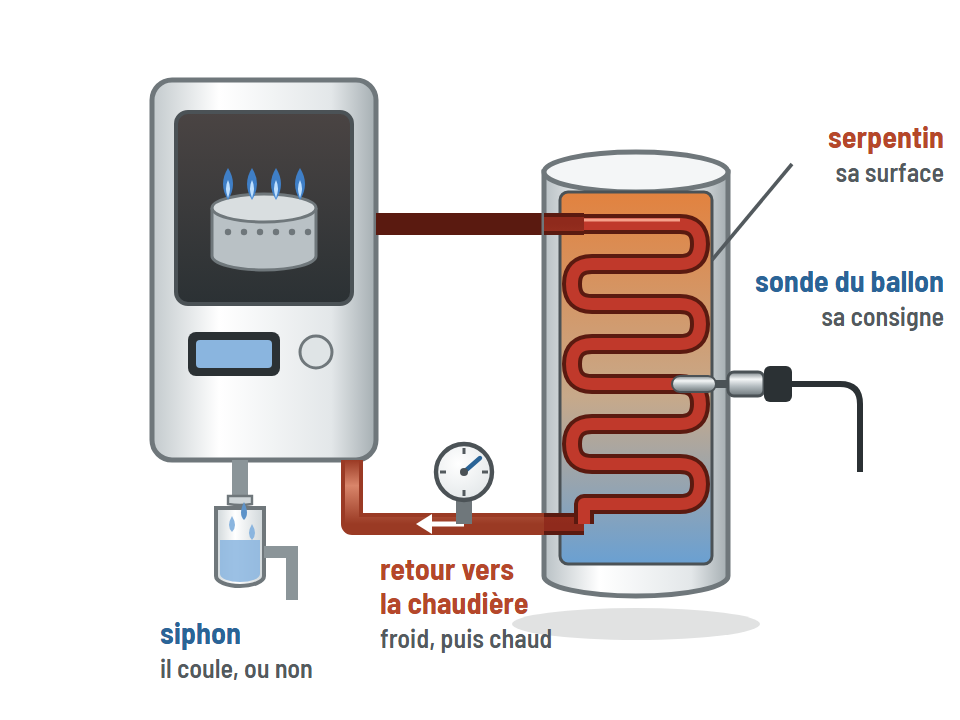 serpentin
sa surface
sonde du ballon
sa consigne
retour vers
la chaudière
froid, puis chaud
siphon
il coule, ou non